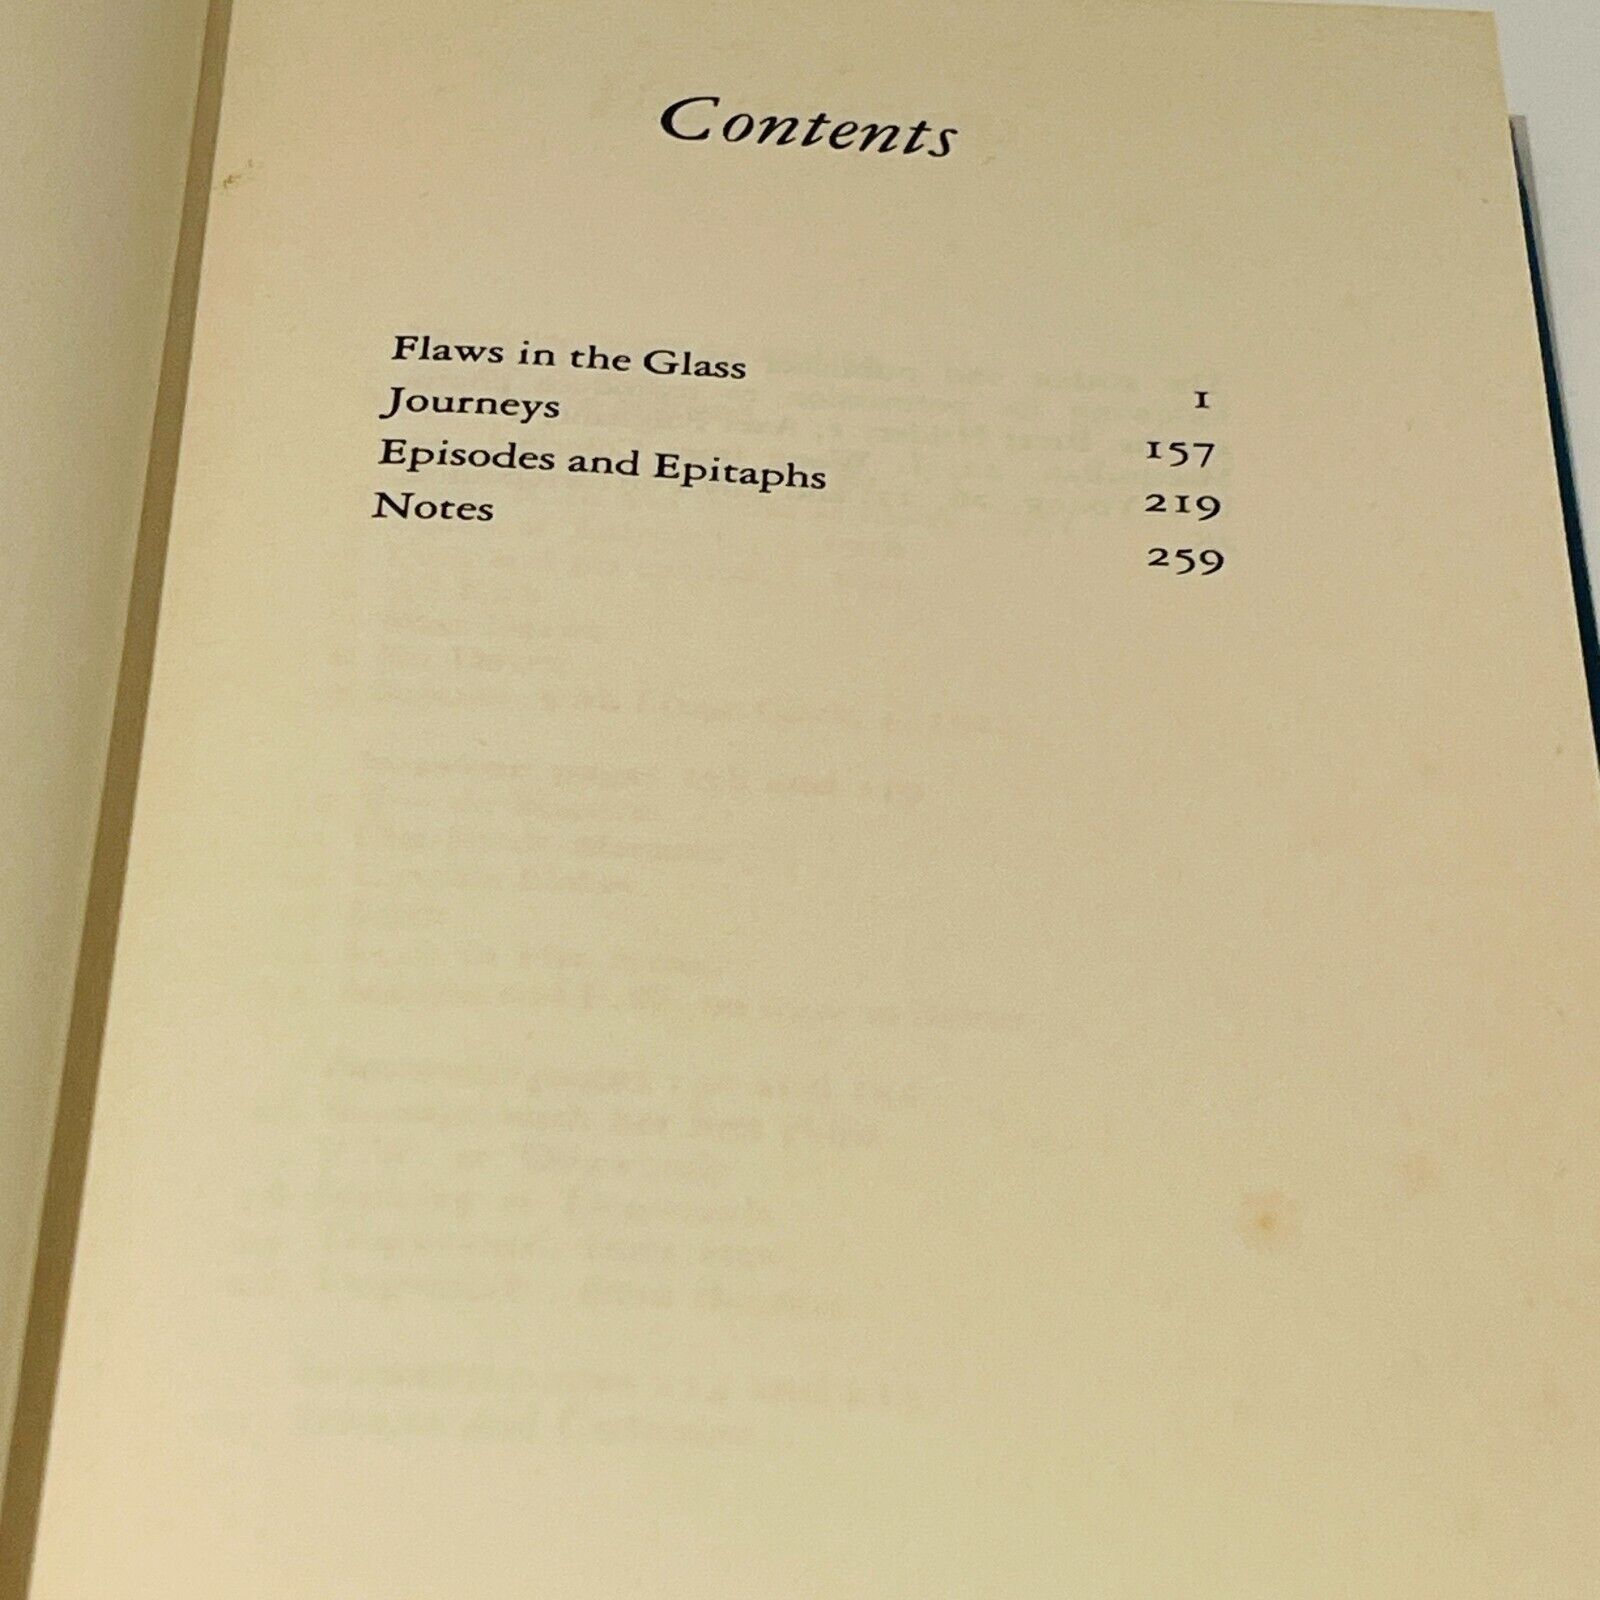 Contents
Flaws in the Glass 1
Journeys 157
Episodes and Epitaphs 219
Notes 259